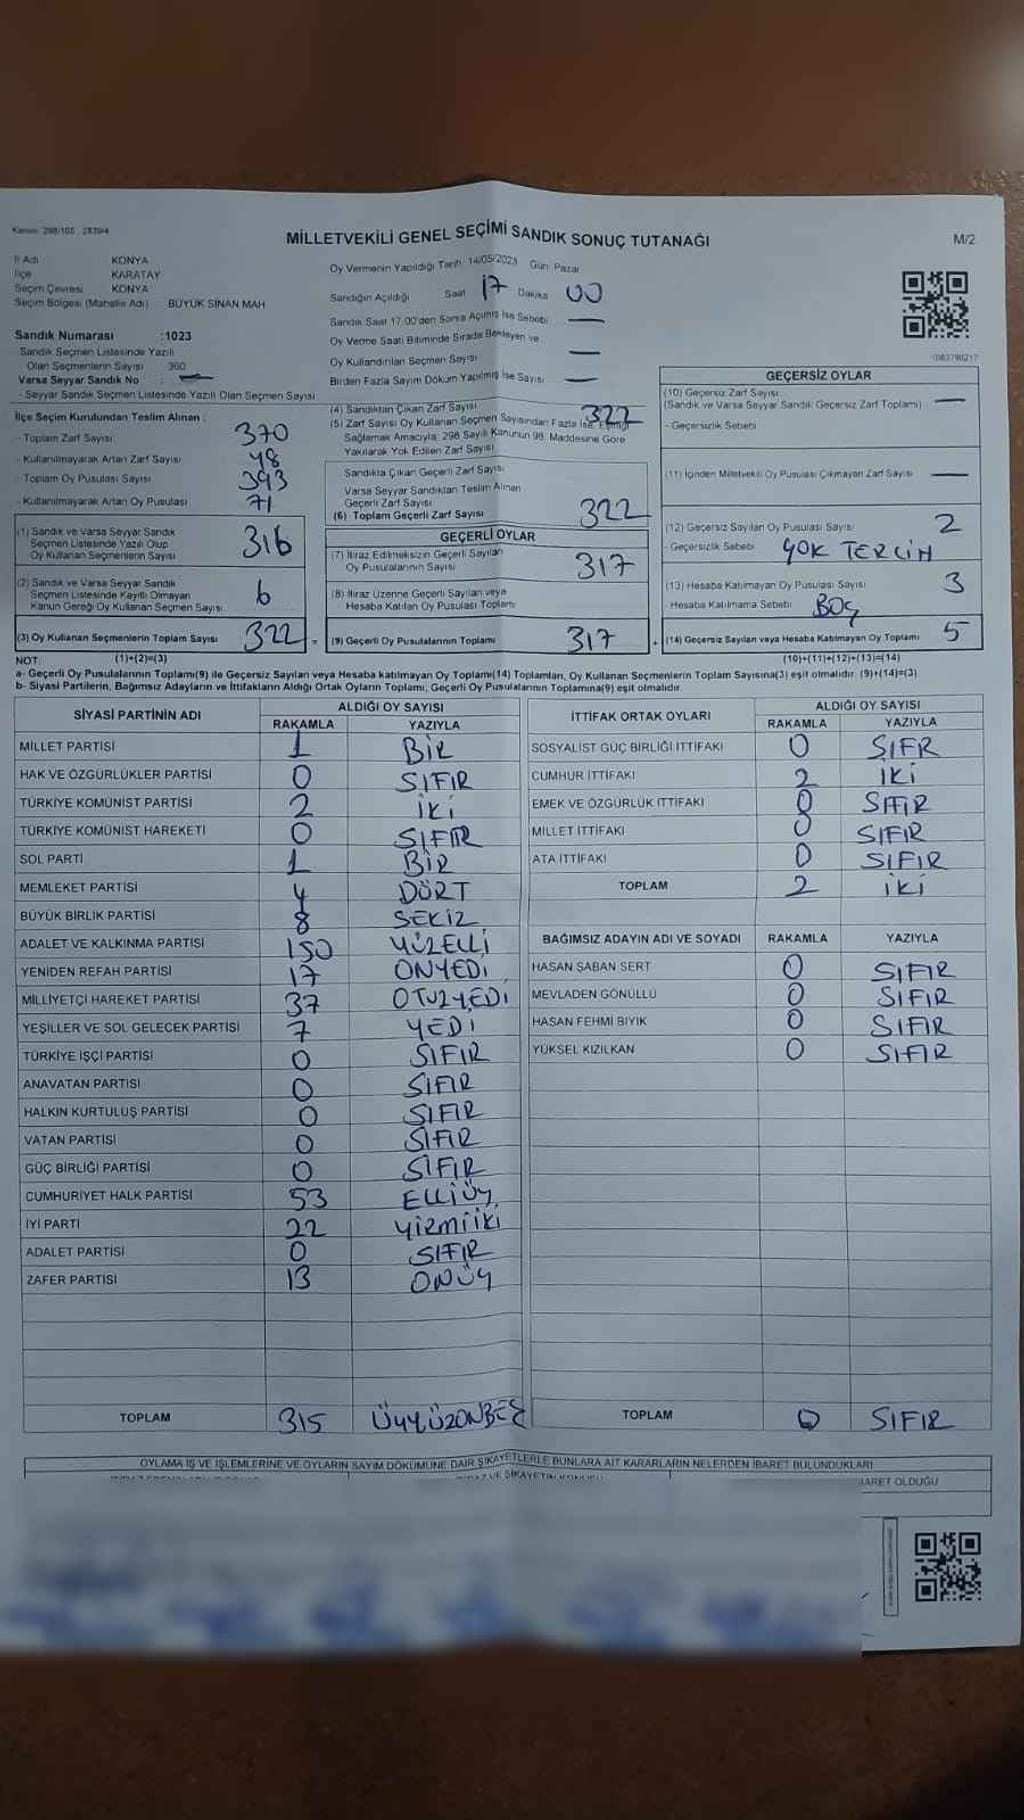 Kanun: 298/105, 2839/4
MİLLETVEKİLİ GENEL SEÇİMİ SANDIK SONUÇ TUTANAĞI
M/2
İl Adı KONYA
İlçe KARATAY
Seçim Çevresi KONYA
Seçim Bölgesi (Mahalle Adı) BÜYÜK SİNAN MAH
Sandık Numarası :1023
- Sandık Seçmen Listesinde Yazılı
Olan Seçmenlerin Sayısı 360
Varsa Seyyar Sandık No : —
- Seyyar Sandık Seçmen Listesinde Yazılı Olan Seçmen Sayısı
Oy Vermenin Yapıldığı Tarih: 14/05/2023 Gün: Pazar
Sandığın Açıldığı Saat 17 Dakika 00
Sandık Saat 17:00'den Sonra Açılmış İse Sebebi —
Oy Verme Saati Bitiminde Sırada Bekleyen ve
Oy Kullandırılan Seçmen Sayısı —
Birden Fazla Sayım Döküm Yapılmış İse Sayısı —
İlçe Seçim Kurulundan Teslim Alınan :
- Toplam Zarf Sayısı 370
- Kullanılmayarak Artan Zarf Sayısı 48
- Toplam Oy Pusulası Sayısı 393
- Kullanılmayarak Artan Oy Pusulası 71
(1) Sandık ve Varsa Seyyar Sandık
Seçmen Listesinde Yazılı Olup
Oy Kullanan Seçmenlerin Sayısı 316
(2) Sandık ve Varsa Seyyar Sandık
Seçmen Listesinde Kayıtlı Olmayan
Kanun Gereği Oy Kullanan Seçmen Sayısı 6
(3) Oy Kullanan Seçmenlerin Toplam Sayısı 322 =
(1)+(2)=(3)
(4) Sandıktan Çıkan Zarf Sayısı 322
(5) Zarf Sayısı Oy Kullanan Seçmen Sayısından Fazla İse, Eşitliği
Sağlamak Amacıyla; 298 Sayılı Kanunun 98. Maddesine Göre
Yakılarak Yok Edilen Zarf Sayısı
Sandıkta Çıkan Geçerli Zarf Sayısı
Varsa Seyyar Sandıktan Teslim Alınan
Geçerli Zarf Sayısı
(6) Toplam Geçerli Zarf Sayısı 322
GEÇERLİ OYLAR
(7) İtiraz Edilmeksizin Geçerli Sayılan
Oy Pusulalarının Sayısı 317
(8) İtiraz Üzerine Geçerli Sayılan veya
Hesaba Katılan Oy Pusulası Toplamı
(9) Geçerli Oy Pusulalarının Toplamı 317 +
GEÇERSİZ OYLAR
(10) Geçersiz Zarf Sayısı
(Sandık ve Varsa Seyyar Sandık Geçersiz Zarf Toplamı) —
- Geçersizlik Sebebi
(11) İçinden Milletvekili Oy Pusulası Çıkmayan Zarf Sayısı —
(12) Geçersiz Sayılan Oy Pusulası Sayısı 2
- Geçersizlik Sebebi YOK TERCİH
(13) Hesaba Katılmayan Oy Pusulası Sayısı 3
- Hesaba Katılmama Sebebi BOŞ
(14) Geçersiz Sayılan veya Hesaba Katılmayan Oy Toplamı 5
(10)+(11)+(12)+(13)=(14)
NOT:
a- Geçerli Oy Pusulalarının Toplamı(9) ile Geçersiz Sayılan veya Hesaba katılmayan Oy Toplamı(14) Toplamları, Oy Kullanan Seçmenlerin Toplam Sayısına(3) eşit olmalıdır. (9)+(14)=(3)
b- Siyasi Partilerin, Bağımsız Adayların ve İttifakların Aldığı Ortak Oyların Toplamı, Geçerli Oy Pusulalarının Toplamına(9) eşit olmalıdır.
SİYASİ PARTİNİN ADI ALDIĞI OY SAYISI
RAKAMLA YAZIYLA
MİLLET PARTİSİ 1 BİR
HAK VE ÖZGÜRLÜKLER PARTİSİ 0 SIFIR
TÜRKİYE KOMÜNİST PARTİSİ 2 İKİ
TÜRKİYE KOMÜNİST HAREKETİ 0 SIFIR
SOL PARTİ 1 BİR
MEMLEKET PARTİSİ 4 DÖRT
BÜYÜK BİRLİK PARTİSİ 8 SEKİZ
ADALET VE KALKINMA PARTİSİ 150 YÜZELLİ
YENİDEN REFAH PARTİSİ 17 ONYEDİ
MİLLİYETÇİ HAREKET PARTİSİ 37 OTUZYEDİ
YEŞİLLER VE SOL GELECEK PARTİSİ 7 YEDİ
TÜRKİYE İŞÇİ PARTİSİ 0 SIFIR
ANAVATAN PARTİSİ 0 SIFIR
HALKIN KURTULUŞ PARTİSİ 0 SIFIR
VATAN PARTİSİ 0 SIFIR
GÜÇ BİRLİĞİ PARTİSİ 0 SIFIR
CUMHURİYET HALK PARTİSİ 53 ELLİÜÇ
İYİ PARTİ 22 YİRMİİKİ
ADALET PARTİSİ 0 SIFIR
ZAFER PARTİSİ 13 ONÜÇ
TOPLAM 315 ÜÇYÜZONBEŞ
İTTİFAK ORTAK OYLARI ALDIĞI OY SAYISI
RAKAMLA YAZIYLA
SOSYALİST GÜÇ BİRLİĞİ İTTİFAKI 0 SIFR
CUMHUR İTTİFAKI 2 İKİ
EMEK VE ÖZGÜRLÜK İTTİFAKI 0 SIFIR
MİLLET İTTİFAKI 0 SIFIR
ATA İTTİFAKI 0 SIFIR
TOPLAM 2 İKİ
BAĞIMSIZ ADAYIN ADI VE SOYADI RAKAMLA YAZIYLA
HASAN ŞABAN SERT 0 SIFIR
MEVLADEN GÖNÜLLÜ 0 SIFIR
HASAN FEHMİ BIYIK 0 SIFIR
YÜKSEL KIZILKAN 0 SIFIR
TOPLAM 0 SIFIR
OYLAMA İŞ VE İŞLEMLERİNE VE OYLARIN SAYIM DÖKÜMÜNE DAİR ŞİKAYETLERLE BUNLARA AİT KARARLARIN NELERDEN İBARET BULUNDUKLARI